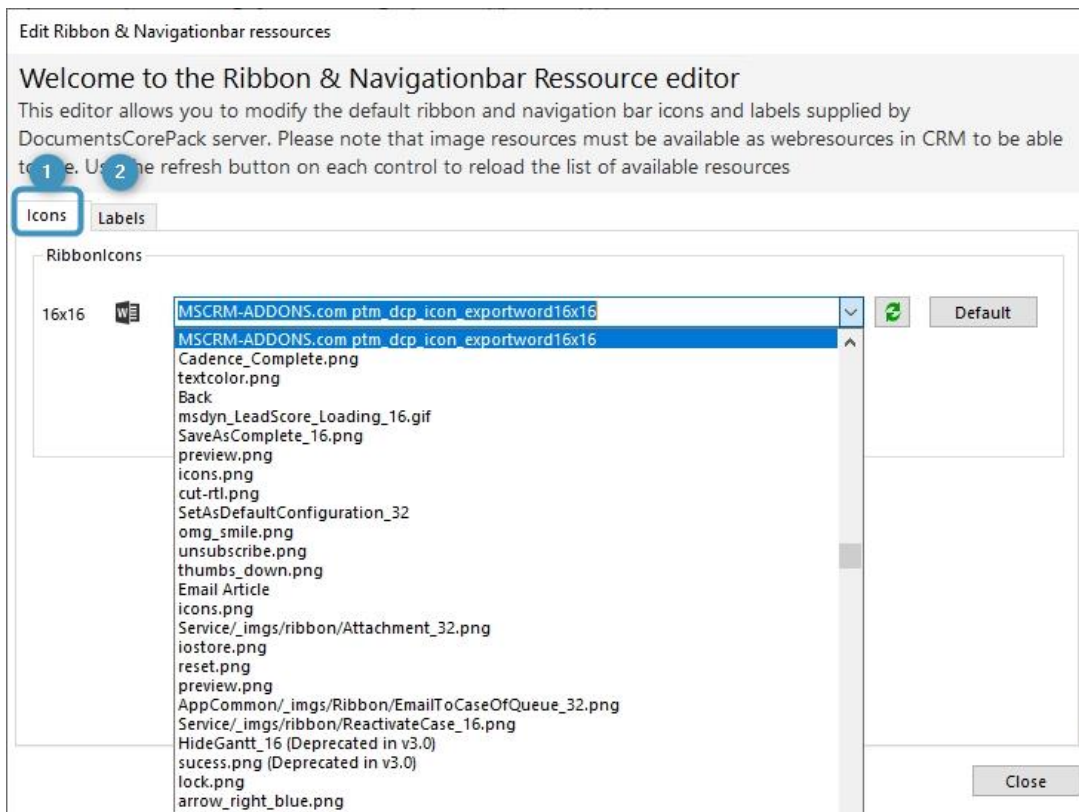 Edit Ribbon & Navigationbar ressources
Welcome to the Ribbon & Navigationbar Ressource editor
This editor allows you to modify the default ribbon and navigation bar icons and labels supplied by
DocumentsCorePack server. Please note that image resources must be available as webresources in CRM to be able
refresh button on each control to reload the list of available resources
1 2
Icons Labels
RibbonIcons
16x16 W MSCRM-ADDONS.com ptm_dcp_icon_exportword16x16 Default
MSCRM-ADDONS.com ptm_dcp_icon_exportword16x16
Cadence_Complete.png
textcolor.png
Back
msdyn_LeadScore_Loading_16.gif
SaveAsComplete_16.png
preview.png
icons.png
cut-rtl.png
SetAsDefaultConfiguration_32
omg_smile.png
unsubscribe.png
thumbs_down.png
Email Article
icons.png
Service/_imgs/ribbon/Attachment_32.png
iostore.png
reset.png
preview.png
AppCommon/_imgs/Ribbon/EmailToCaseOfQueue_32.png
Service/_imgs/ribbon/ReactivateCase_16.png
HideGantt_16 (Deprecated in v3.0)
sucess.png (Deprecated in v3.0)
lock.png
arrow_right_blue.png
Close